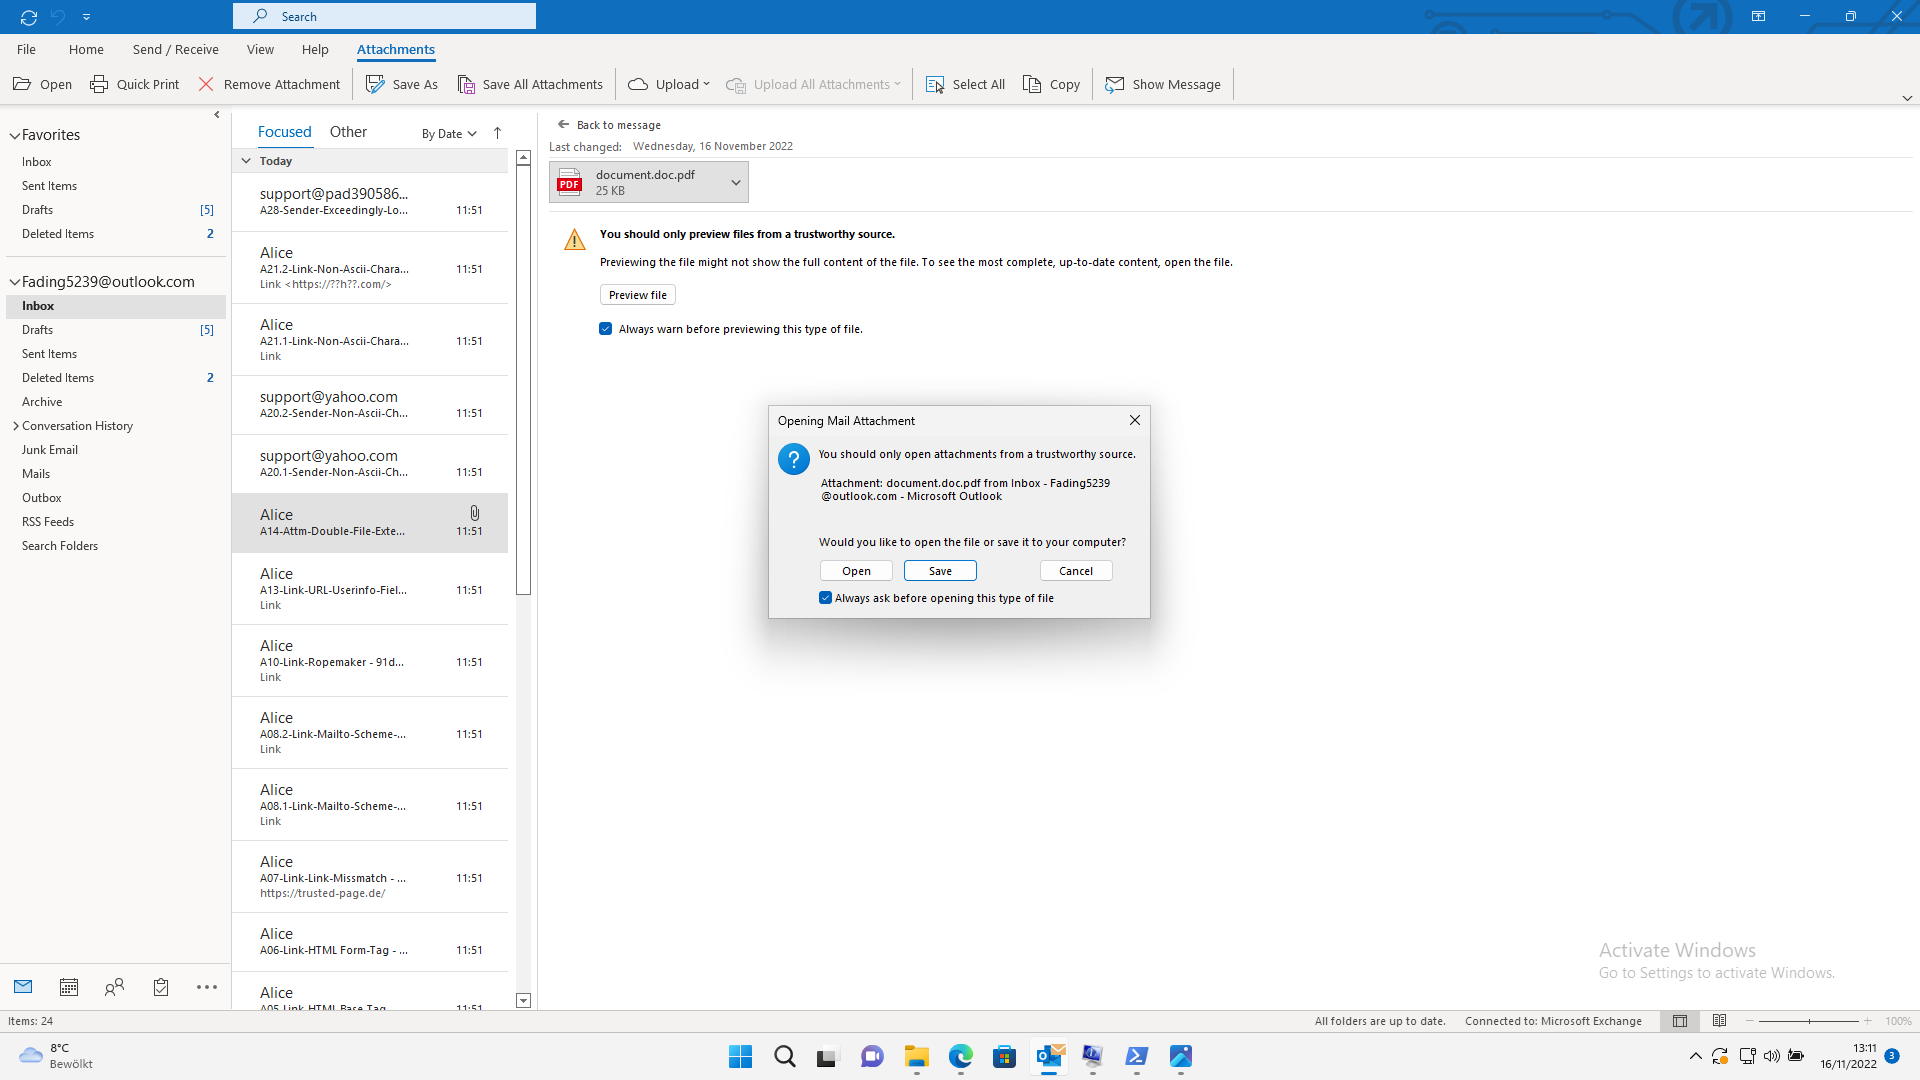 Search
File
Home
Send / Receive
View
Help
Attachments
Open
Quick Print
Remove Attachment
Save As
Save All Attachments
Upload
Upload All Attachments
Select All
Copy
Show Message
Favorites
Inbox
Sent Items
Drafts [5]
Deleted Items 2
Fading5239@outlook.com
Inbox
Drafts [5]
Sent Items
Deleted Items 2
Archive
Conversation History
Junk Email
Mails
Outbox
RSS Feeds
Search Folders
Items: 24
Focused
Other
By Date
Today
support@pad390586...
A28-Sender-Exceedingly-Lo... 11:51
Alice
A21.2-Link-Non-Ascii-Chara... 11:51
Link <https://??h??.com/>
Alice
A21.1-Link-Non-Ascii-Chara... 11:51
Link
support@yahoo.com
A20.2-Sender-Non-Ascii-Ch... 11:51
support@yahoo.com
A20.1-Sender-Non-Ascii-Ch... 11:51
Alice
A14-Attm-Double-File-Exte... 11:51
Alice
A13-Link-URL-Userinfo-Fiel... 11:51
Link
Alice
A10-Link-Ropemaker - 91d... 11:51
Link
Alice
A08.2-Link-Mailto-Scheme-... 11:51
Link
Alice
A08.1-Link-Mailto-Scheme-... 11:51
Link
Alice
A07-Link-Link-Missmatch - ... 11:51
https://trusted-page.de/
Alice
A06-Link-HTML Form-Tag - ... 11:51
Alice
A05-Link-HTML Base Tag 11:51
Back to message
Last changed: Wednesday, 16 November 2022
PDF
document.doc.pdf
25 KB
You should only preview files from a trustworthy source.
Previewing the file might not show the full content of the file. To see the most complete, up-to-date content, open the file.
Preview file
Always warn before previewing this type of file.
Opening Mail Attachment
You should only open attachments from a trustworthy source.
Attachment: document.doc.pdf from Inbox - Fading5239
@outlook.com - Microsoft Outlook
Would you like to open the file or save it to your computer?
Open
Save
Cancel
Always ask before opening this type of file
Activate Windows
Go to Settings to activate Windows.
All folders are up to date.
Connected to: Microsoft Exchange
100%
8°C
Bewölkt
13:11
16/11/2022
3